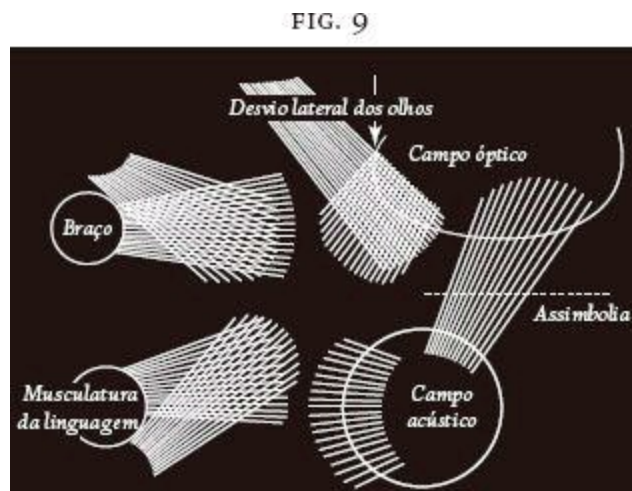 FIG. 9
Desvio lateral dos olhos
Campo óptico
Braço
Assimbolia
Musculatura
da linguagem
Campo
acústico